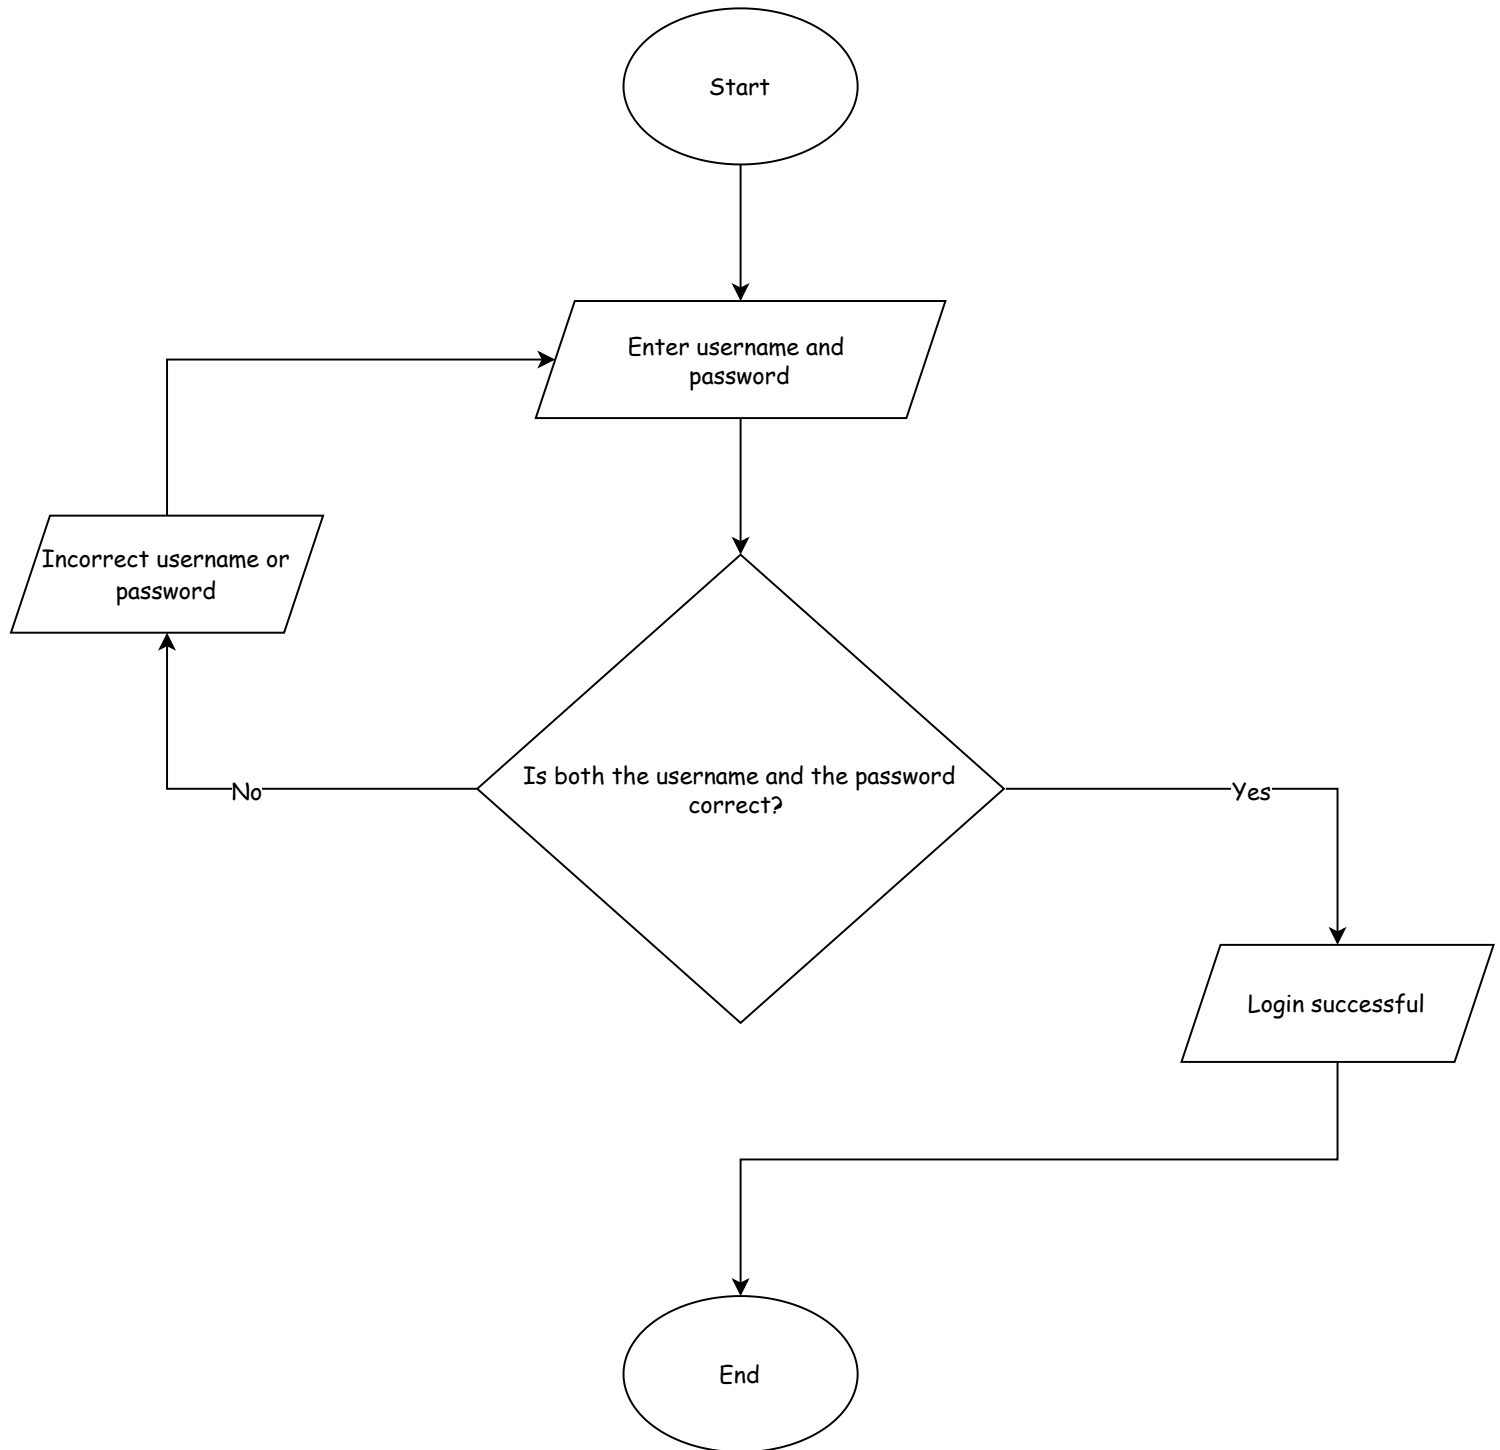 Start
Enter username and
password
Incorrect username or
password
Is both the username and the password
correct?
No
Yes
Login successful
End